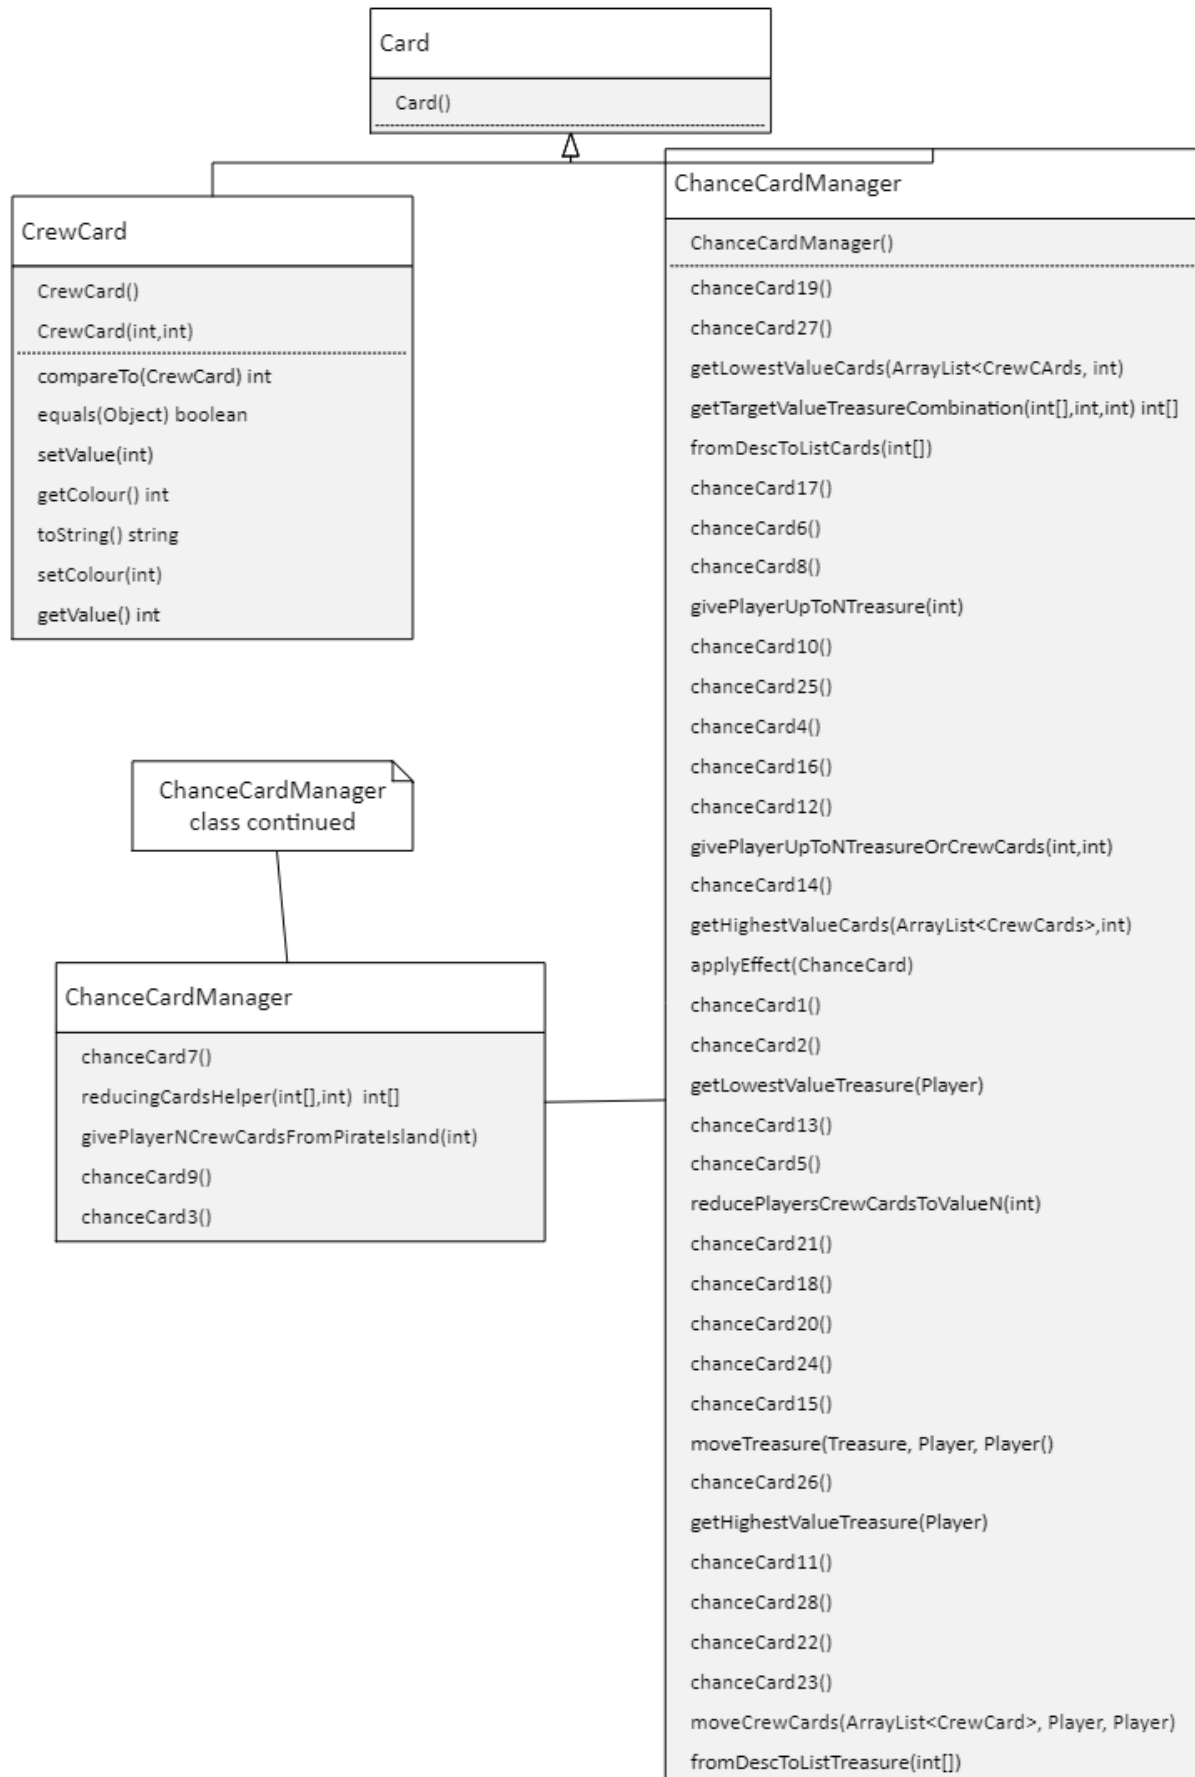 Card
Card()
CrewCard
CrewCard()
CrewCard(int,int)
compareTo(CrewCard) int
equals(Object) boolean
setValue(int)
getColour() int
toString() string
setColour(int)
getValue() int
ChanceCardManager
class continued
ChanceCardManager
chanceCard7()
reducingCardsHelper(int[],int)  int[]
givePlayerNCrewCardsFromPirateIsland(int)
chanceCard9()
chanceCard3()
ChanceCardManager
ChanceCardManager()
chanceCard19()
chanceCard27()
getLowestValueCards(ArrayList<CrewCArds, int)
getTargetValueTreasureCombination(int[],int,int) int[]
fromDescToListCards(int[])
chanceCard17()
chanceCard6()
chanceCard8()
givePlayerUpToNTreasure(int)
chanceCard10()
chanceCard25()
chanceCard4()
chanceCard16()
chanceCard12()
givePlayerUpToNTreasureOrCrewCards(int,int)
chanceCard14()
getHighestValueCards(ArrayList<CrewCards>,int)
applyEffect(ChanceCard)
chanceCard1()
chanceCard2()
getLowestValueTreasure(Player)
chanceCard13()
chanceCard5()
reducePlayersCrewCardsToValueN(int)
chanceCard21()
chanceCard18()
chanceCard20()
chanceCard24()
chanceCard15()
moveTreasure(Treasure, Player, Player()
chanceCard26()
getHighestValueTreasure(Player)
chanceCard11()
chanceCard28()
chanceCard22()
chanceCard23()
moveCrewCards(ArrayList<CrewCard>, Player, Player)
fromDescToListTreasure(int[])